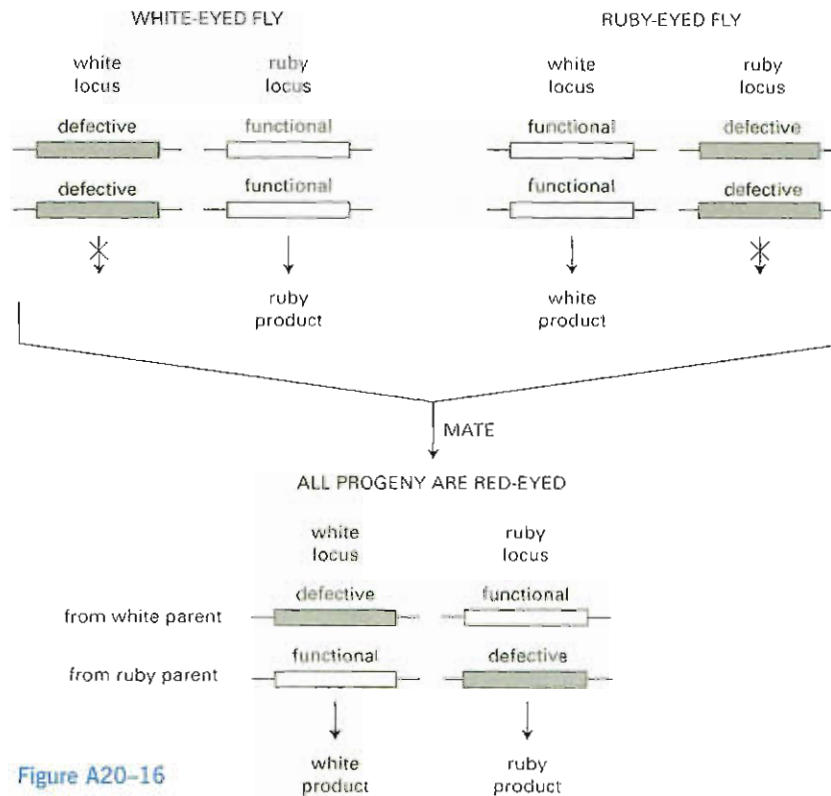 WHITE-EYED FLY
RUBY-EYED FLY
white locus
ruby locus
white locus
ruby locus
defective
functional
functional
defective
defective
functional
functional
defective
ruby product
white product
MATE
ALL PROGENY ARE RED-EYED
white locus
ruby locus
defective
functional
from white parent
functional
defective
from ruby parent
white product
ruby product
Figure A20–16